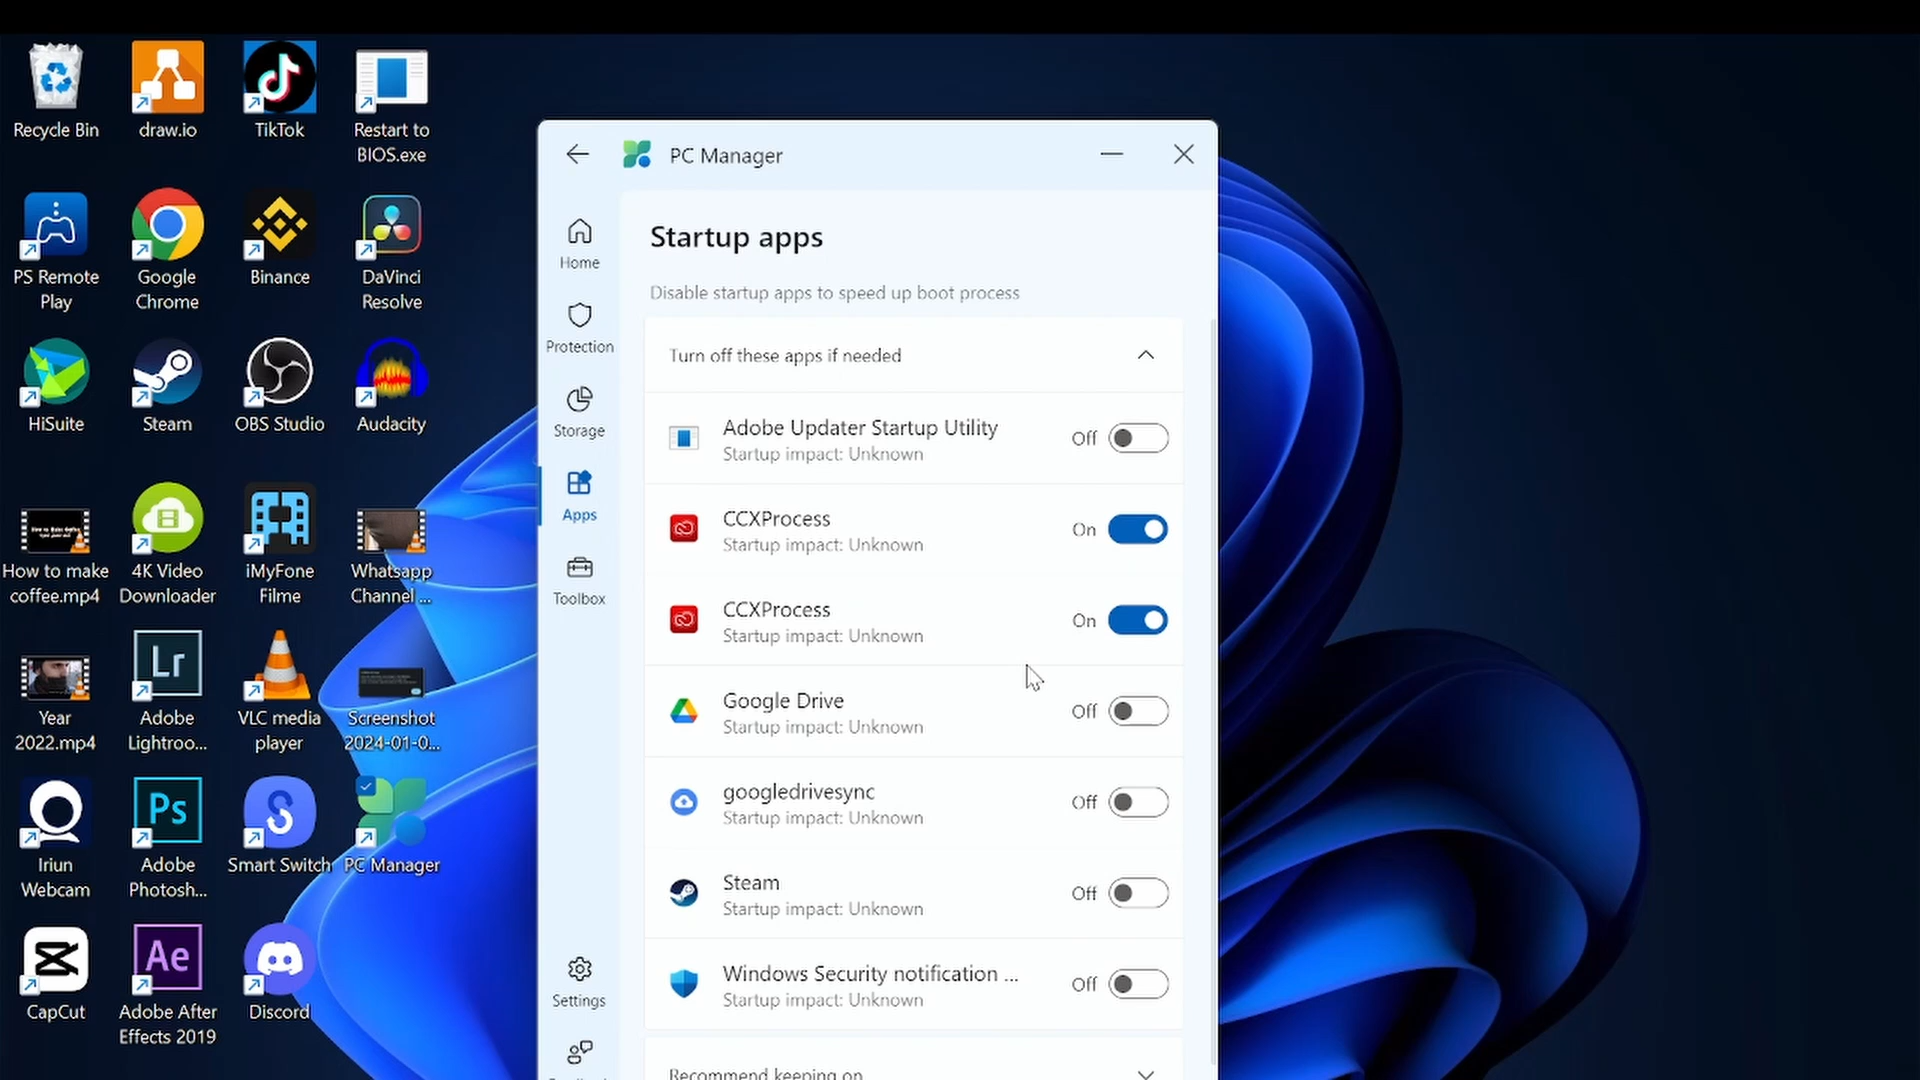 Recycle Bin
draw.io
TikTok
Restart to
BIOS.exe
PS Remote
Play
Google
Chrome
Binance
DaVinci
Resolve
HiSuite
Steam
OBS Studio
Audacity
How to make
coffee.mp4
4K Video
Downloader
iMyFone
Filme
Whatsapp
Channel ...
Year
2022.mp4
Lr
Adobe
Lightroo...
VLC media
player
Screenshot
2024-01-0...
Iriun
Webcam
Ps
Adobe
Photosh...
Smart Switch
PC Manager
CapCut
Ae
Adobe After
Effects 2019
Discord
PC Manager
Home
Protection
Storage
Apps
Toolbox
Settings
Startup apps
Disable startup apps to speed up boot process
Turn off these apps if needed
Adobe Updater Startup Utility
Startup impact: Unknown
Off
CCXProcess
Startup impact: Unknown
On
CCXProcess
Startup impact: Unknown
On
Google Drive
Startup impact: Unknown
Off
googledrivesync
Startup impact: Unknown
Off
Steam
Startup impact: Unknown
Off
Windows Security notification ...
Startup impact: Unknown
Off
Recommend keeping on